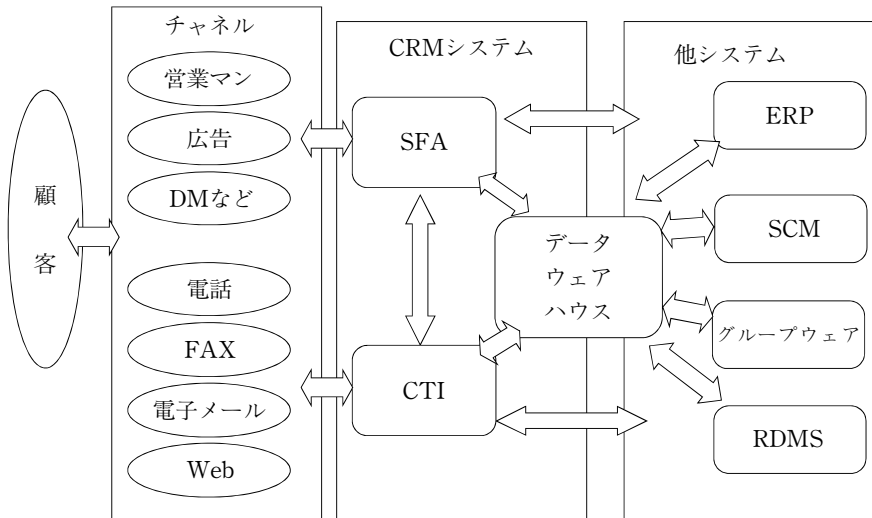 顧
客
チャネル
営業マン
広告
DMなど
電話
FAX
電子メール
Web
CRMシステム
SFA
CTI
データ
ウェア
ハウス
他システム
ERP
SCM
グループウェア
RDMS